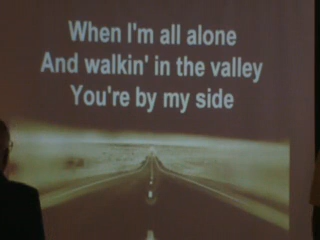 When I'm all alone
And walkin' in the valley
You're by my side